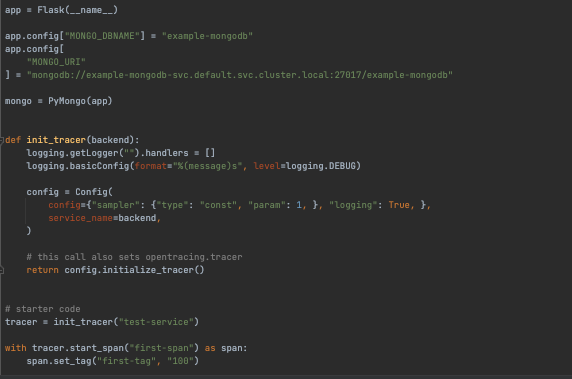 app = Flask(__name__)
app.config["MONGO_DBNAME"] = "example-mongodb"
app.config[
"MONGO_URI"
] = "mongodb://example-mongodb-svc.default.svc.cluster.local:27017/example-mongodb"
mongo = PyMongo(app)
def init_tracer(backend):
logging.getLogger("").handlers = []
logging.basicConfig(format="%(message)s", level=logging.DEBUG)
config = Config(
config={"sampler": {"type": "const", "param": 1, }, "logging": True, },
service_name=backend,
)
# this call also sets opentracing.tracer
return config.initialize_tracer()
# starter code
tracer = init_tracer("test-service")
with tracer.start_span("first-span") as span:
span.set_tag("first-tag", "100")